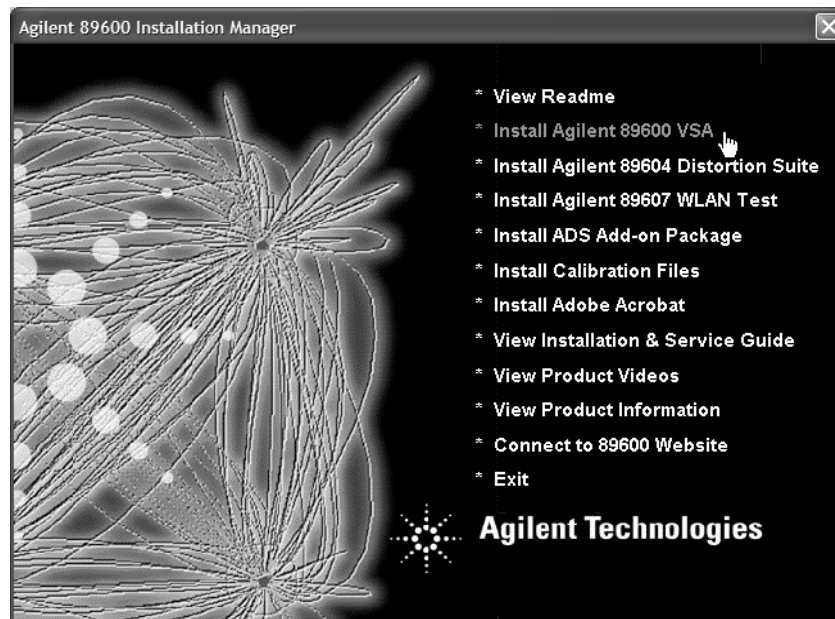 Agilent 89600 Installation Manager
* View Readme
* Install Agilent 89600 VSA
* Install Agilent 89604 Distortion Suite
* Install Agilent 89607 WLAN Test
* Install ADS Add-on Package
* Install Calibration Files
* Install Adobe Acrobat
* View Installation & Service Guide
* View Product Videos
* View Product Information
* Connect to 89600 Website
* Exit
Agilent Technologies